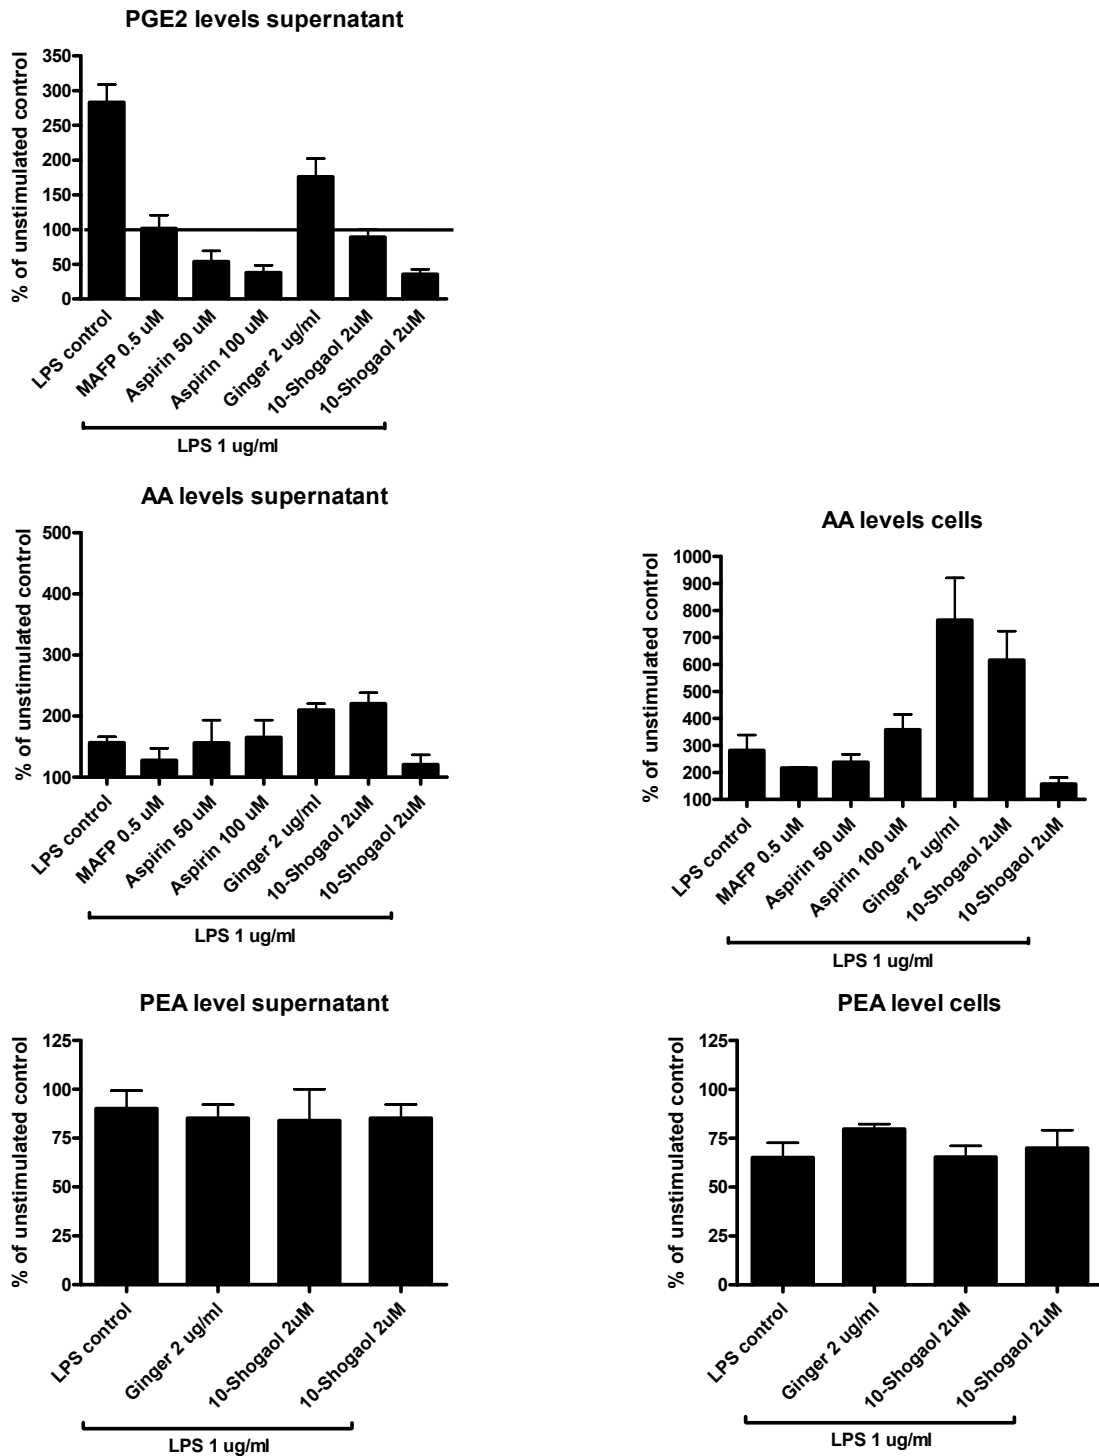 PGE2 levels supernatant
% of unstimulated control
350
300
250
200
150
100
50
0
LPS control
MAFP 0.5 uM
Aspirin 50 uM
Aspirin 100 uM
Ginger 2 ug/ml
10-Shogaol 2uM
10-Shogaol 2uM
LPS 1 ug/ml
AA levels supernatant
% of unstimulated control
500
400
300
200
100
LPS control
MAFP 0.5 uM
Aspirin 50 uM
Aspirin 100 uM
Ginger 2 ug/ml
10-Shogaol 2uM
10-Shogaol 2uM
LPS 1 ug/ml
AA levels cells
% of unstimulated control
1000
900
800
700
600
500
400
300
200
100
LPS control
MAFP 0.5 uM
Aspirin 50 uM
Aspirin 100 uM
Ginger 2 ug/ml
10-Shogaol 2uM
10-Shogaol 2uM
LPS 1 ug/ml
PEA level supernatant
% of unstimulated control
125
100
75
50
25
0
LPS control
Ginger 2 ug/ml
10-Shogaol 2uM
10-Shogaol 2uM
LPS 1 ug/ml
PEA level cells
% of unstimulated control
125
100
75
50
25
0
LPS control
Ginger 2 ug/ml
10-Shogaol 2uM
10-Shogaol 2uM
LPS 1 ug/ml